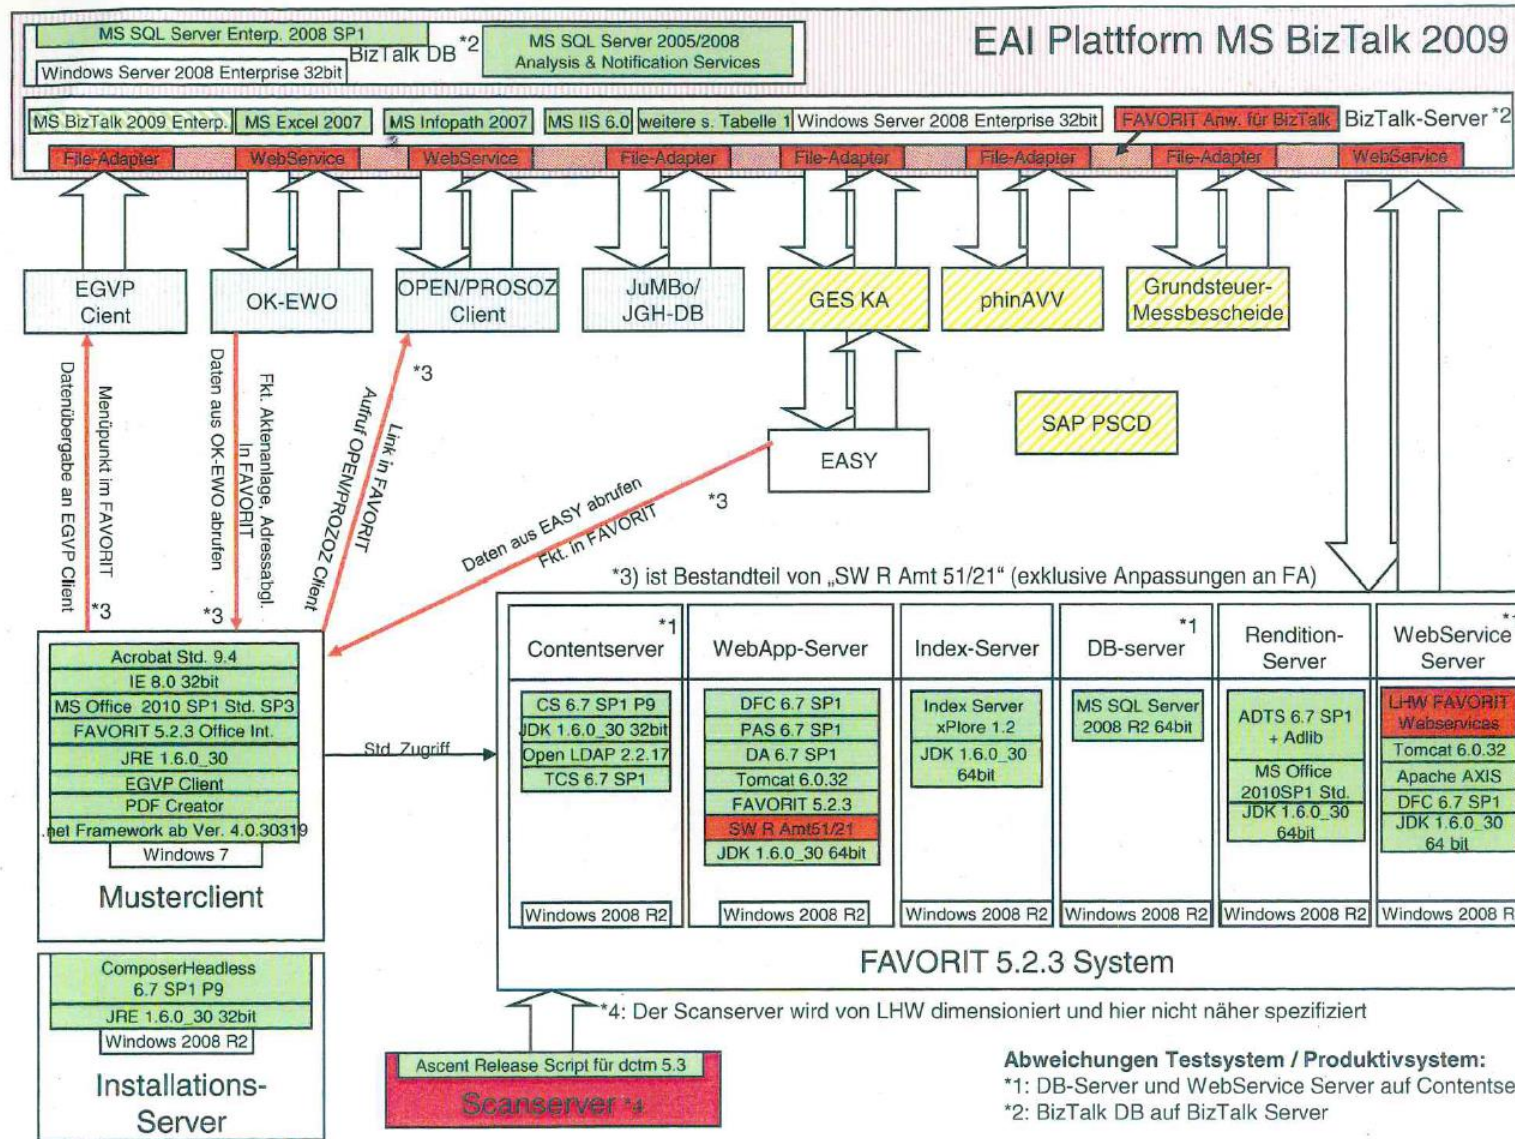 EAI Plattform MS BizTalk 2009
MS SQL Server Enterp. 2008 SP1
BizTalk DB *2
Windows Server 2008 Enterprise 32bit
MS SQL Server 2005/2008
Analysis & Notification Services
MS BizTalk 2009 Enterp.
MS Excel 2007
MS Infopath 2007
MS IIS 6.0
weitere s. Tabelle 1
Windows Server 2008 Enterprise 32bit
FAVORIT Anw. für BizTalk
BizTalk-Server *2
File-Adapter
WebService
WebService
File-Adapter
File-Adapter
File-Adapter
File-Adapter
WebService
EGVP
Cient
OK-EWO
OPEN/PROSOZ
Client
JuMBo/
JGH-DB
GES KA
phinAVV
Grundsteuer-
Messbescheide
SAP PSCD
EASY
Menüpunkt im FAVORIT
Datenübergabe an EGVP Client
*3
Fkt. Aktenanlage, Adressabgl.
in FAVORIT
Daten aus OK-EWO abrufen
*3
Aufruf OPEN/PROZOZ Client
Link in FAVORIT
*3
Daten aus EASY abrufen
Fkt. in FAVORIT
*3
*3) ist Bestandteil von „SW R Amt 51/21“ (exklusive Anpassungen an FA)
Acrobat Std. 9.4
IE 8.0 32bit
MS Office 2010 SP1 Std. SP3
FAVORIT 5.2.3 Office Int.
JRE 1.6.0_30
EGVP Client
PDF Creator
.net Framework ab Ver. 4.0.30319
Windows 7
Musterclient
Std. Zugriff
Contentserver
*1
CS 6.7 SP1 P9
JDK 1.6.0_30 32bit
Open LDAP 2.2.17
TCS 6.7 SP1
Windows 2008 R2
WebApp-Server
DFC 6.7 SP1
PAS 6.7 SP1
DA 6.7 SP1
Tomcat 6.0.32
FAVORIT 5.2.3
SW R Amt51/21
JDK 1.6.0_30 64bit
Windows 2008 R2
Index-Server
Index Server
xPlore 1.2
JDK 1.6.0_30
64bit
Windows 2008 R2
DB-server
*1
MS SQL Server
2008 R2 64bit
Windows 2008 R2
Rendition-
Server
ADTS 6.7 SP1
+ Adlib
MS Office
2010SP1 Std.
JDK 1.6.0_30
64bit
Windows 2008 R2
WebService
Server
LHW FAVORIT
Webservices
Tomcat 6.0.32
Apache AXIS
DFC 6.7 SP1
JDK 1.6.0_30
64 bit
Windows 2008 R
FAVORIT 5.2.3 System
ComposerHeadless
6.7 SP1 P9
JRE 1.6.0_30 32bit
Windows 2008 R2
Installations-
Server
*4: Der Scanserver wird von LHW dimensioniert und hier nicht näher spezifiziert
Ascent Release Script für dctm 5.3
Scanserver *4
Abweichungen Testsystem / Produktivsystem:
*1: DB-Server und WebService Server auf Contentse
*2: BizTalk DB auf BizTalk Server